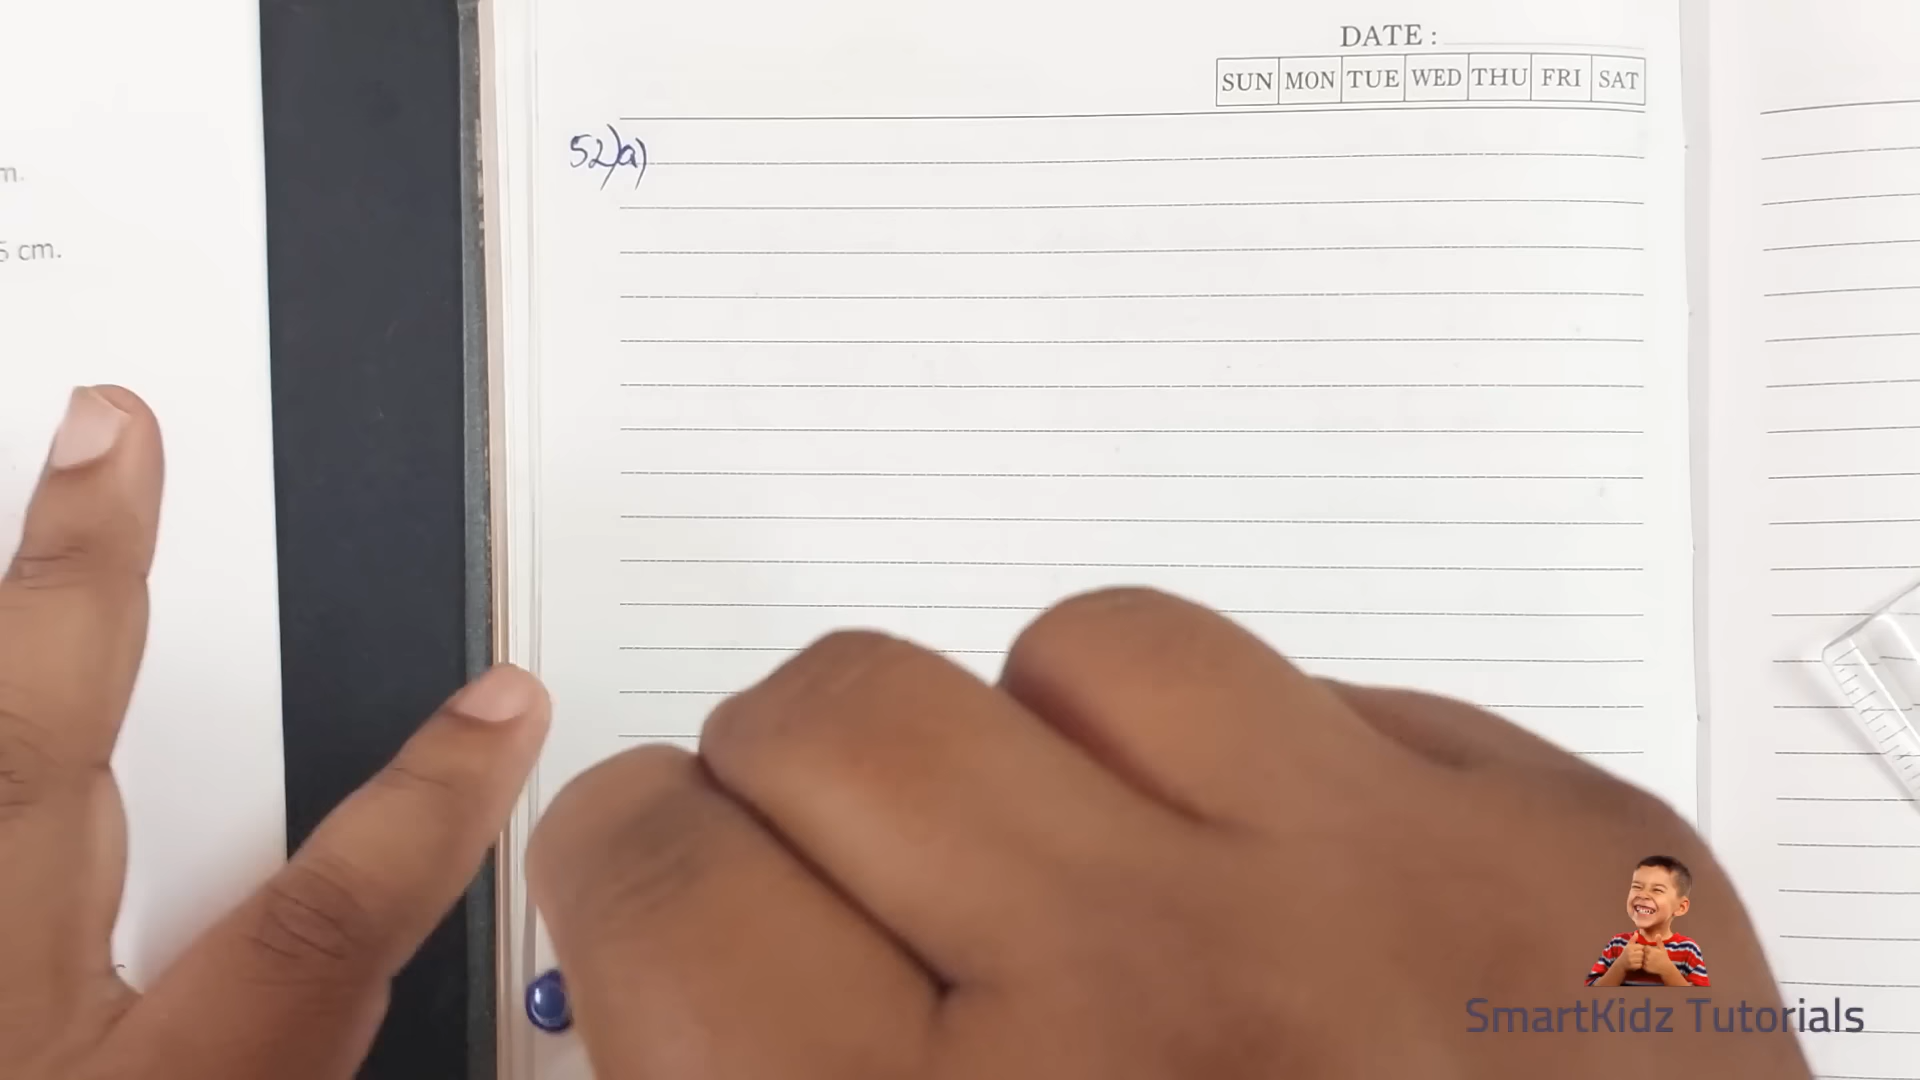 m.
5 cm.
DATE :
SUN MON TUE WED THU FRI SAT
52)a)
SmartKidz Tutorials